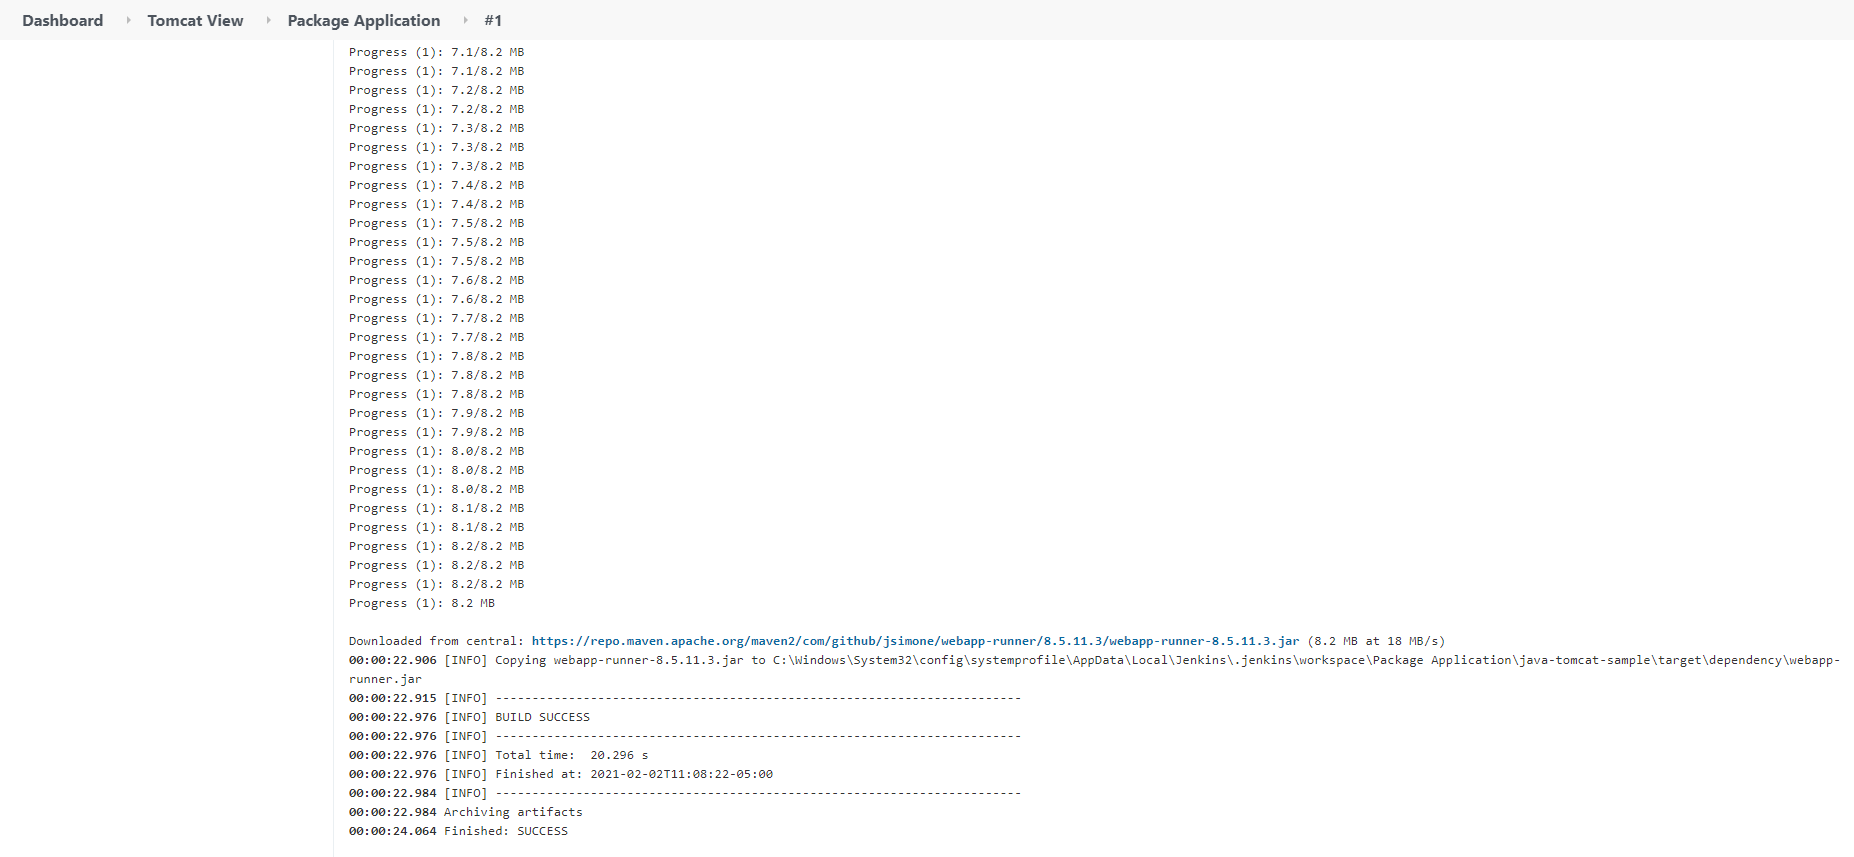 Dashboard Tomcat View Package Application #1
Progress (1): 7.1/8.2 MB
Progress (1): 7.1/8.2 MB
Progress (1): 7.2/8.2 MB
Progress (1): 7.2/8.2 MB
Progress (1): 7.3/8.2 MB
Progress (1): 7.3/8.2 MB
Progress (1): 7.3/8.2 MB
Progress (1): 7.4/8.2 MB
Progress (1): 7.4/8.2 MB
Progress (1): 7.5/8.2 MB
Progress (1): 7.5/8.2 MB
Progress (1): 7.5/8.2 MB
Progress (1): 7.6/8.2 MB
Progress (1): 7.6/8.2 MB
Progress (1): 7.7/8.2 MB
Progress (1): 7.7/8.2 MB
Progress (1): 7.8/8.2 MB
Progress (1): 7.8/8.2 MB
Progress (1): 7.8/8.2 MB
Progress (1): 7.9/8.2 MB
Progress (1): 7.9/8.2 MB
Progress (1): 8.0/8.2 MB
Progress (1): 8.0/8.2 MB
Progress (1): 8.0/8.2 MB
Progress (1): 8.1/8.2 MB
Progress (1): 8.1/8.2 MB
Progress (1): 8.2/8.2 MB
Progress (1): 8.2/8.2 MB
Progress (1): 8.2/8.2 MB
Progress (1): 8.2 MB
Downloaded from central: https://repo.maven.apache.org/maven2/com/github/jsimone/webapp-runner/8.5.11.3/webapp-runner-8.5.11.3.jar (8.2 MB at 18 MB/s)
00:00:22.906 [INFO] Copying webapp-runner-8.5.11.3.jar to C:\Windows\System32\config\systemprofile\AppData\Local\Jenkins\.jenkins\workspace\Package Application\java-tomcat-sample\target\dependency\webapp-
runner.jar
00:00:22.915 [INFO] ------------------------------------------------------------------------
00:00:22.976 [INFO] BUILD SUCCESS
00:00:22.976 [INFO] ------------------------------------------------------------------------
00:00:22.976 [INFO] Total time:  20.296 s
00:00:22.976 [INFO] Finished at: 2021-02-02T11:08:22-05:00
00:00:22.984 [INFO] ------------------------------------------------------------------------
00:00:22.984 Archiving artifacts
00:00:24.064 Finished: SUCCESS